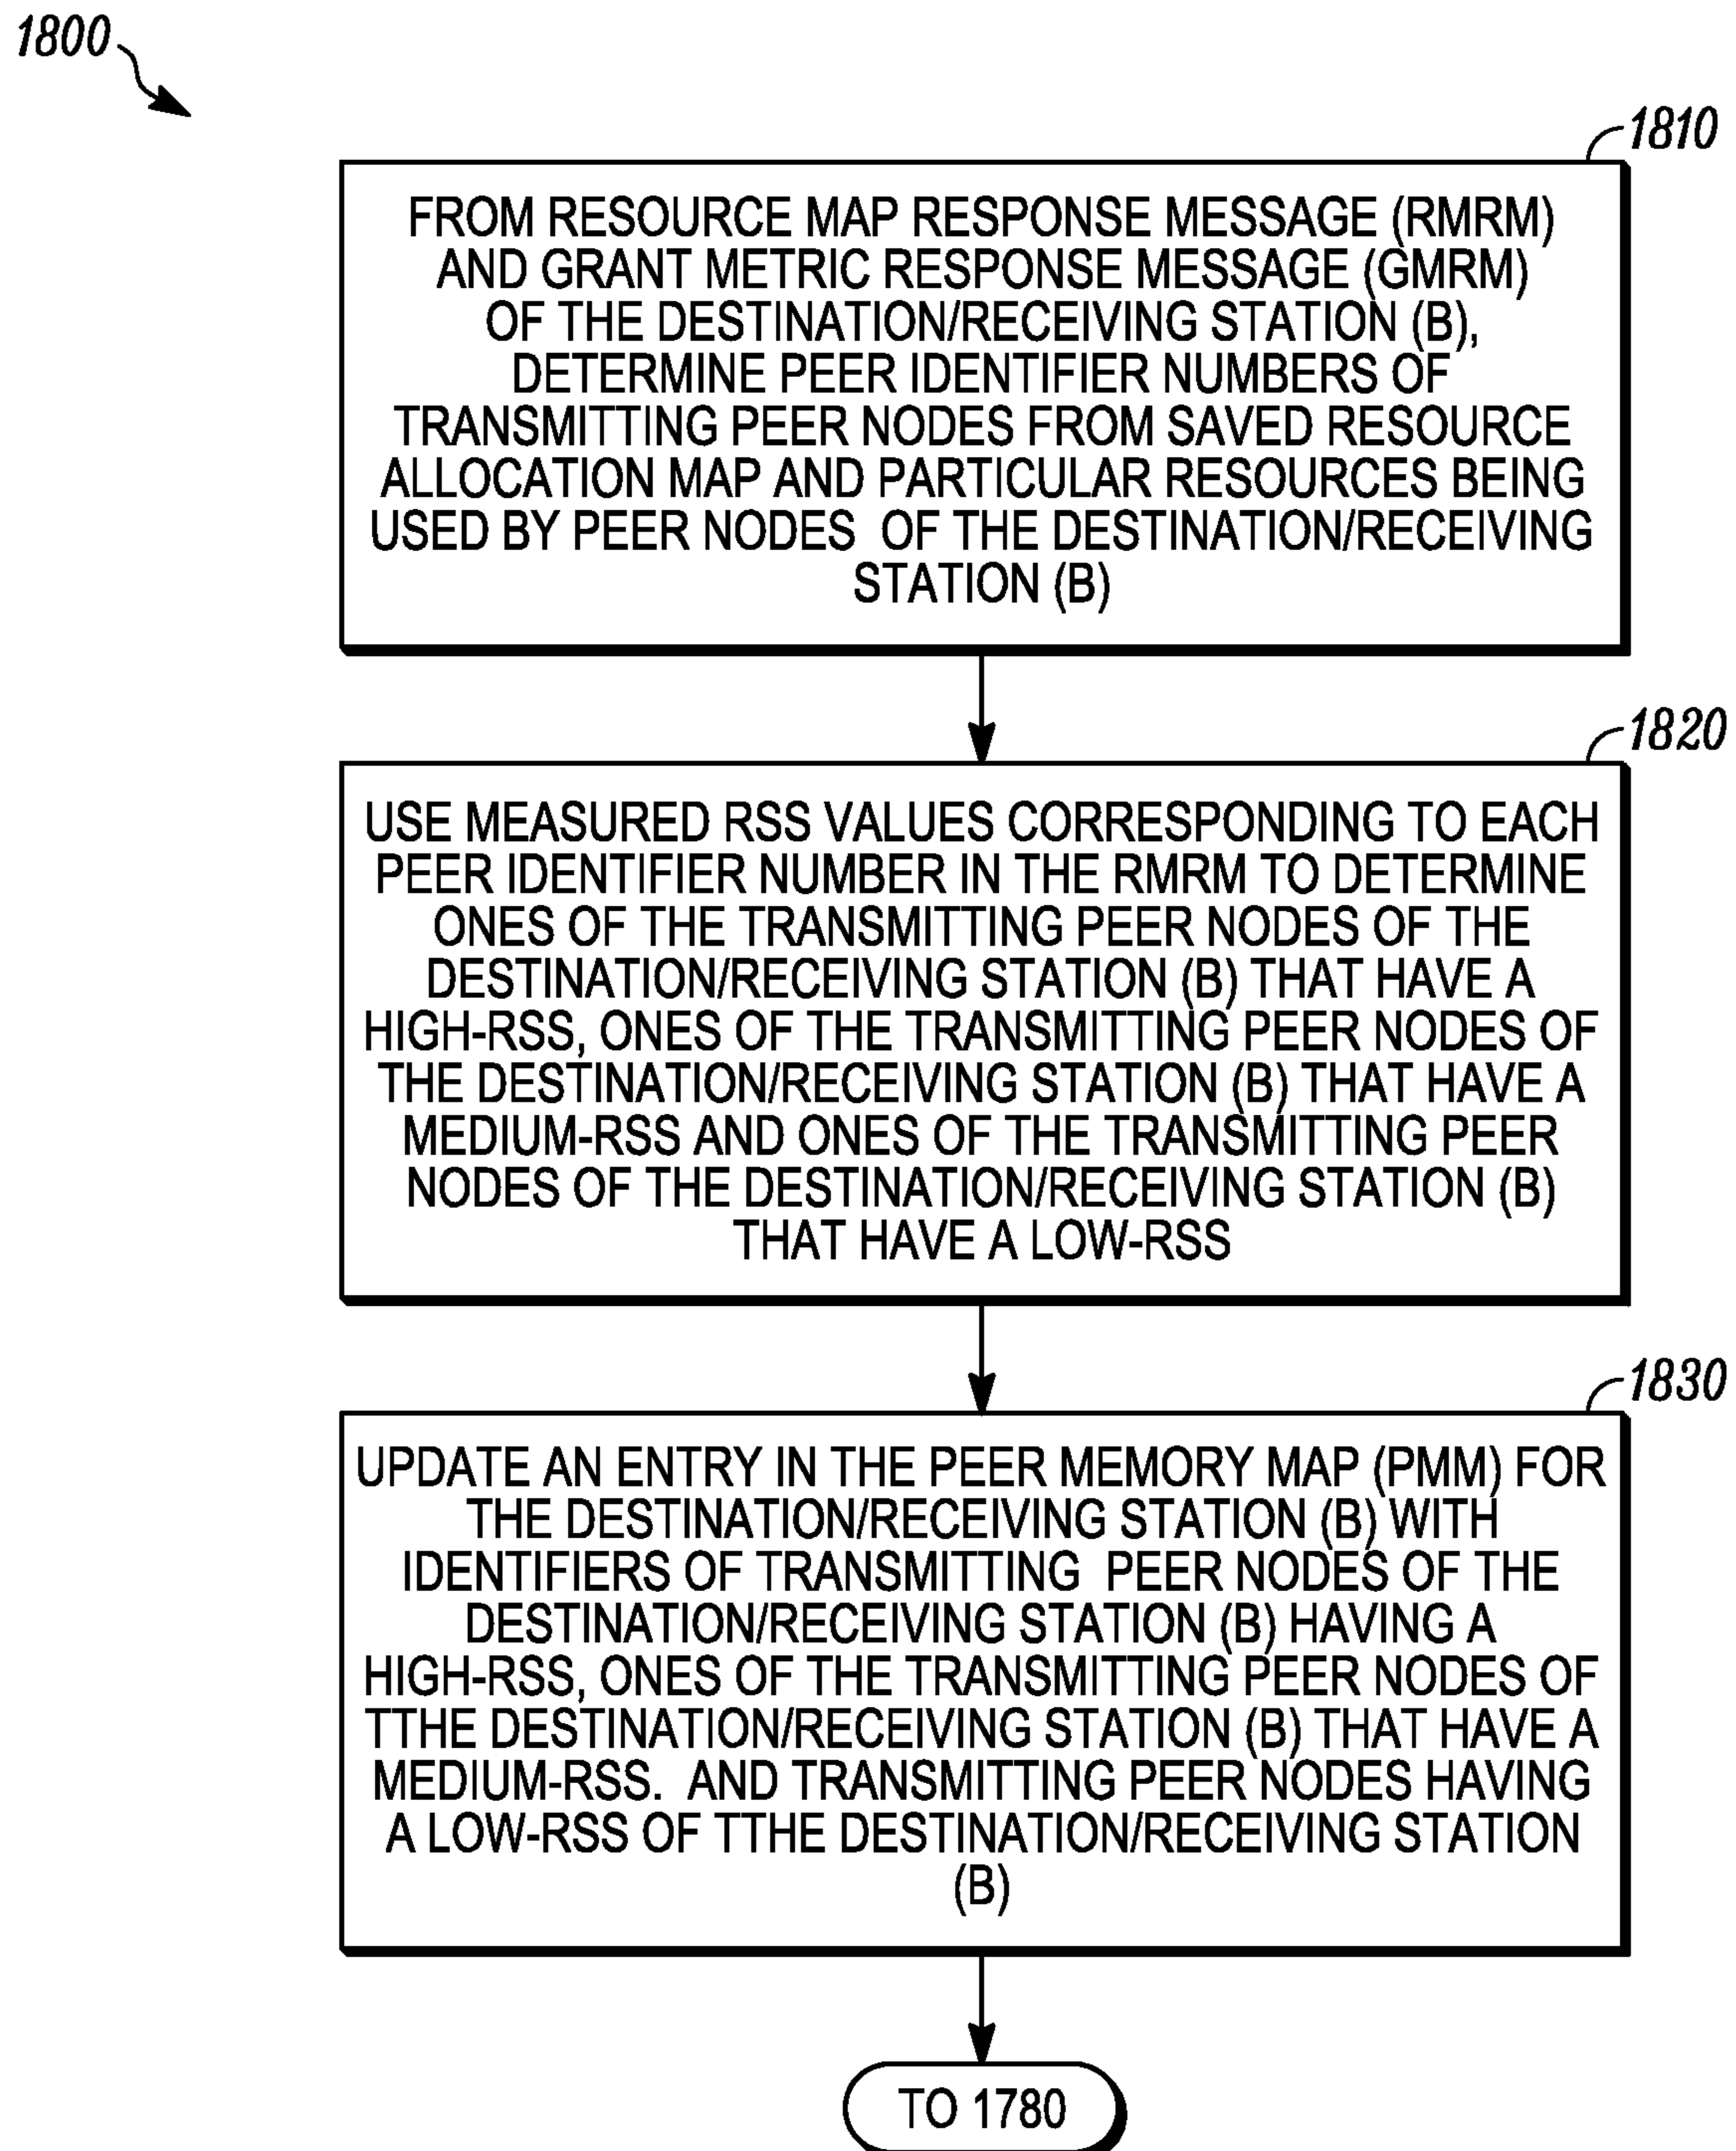 1800
1810
FROM RESOURCE MAP RESPONSE MESSAGE (RMRM)
AND GRANT METRIC RESPONSE MESSAGE (GMRM)
OF THE DESTINATION/RECEIVING STATION (B),
DETERMINE PEER IDENTIFIER NUMBERS OF
TRANSMITTING PEER NODES FROM SAVED RESOURCE
ALLOCATION MAP AND PARTICULAR RESOURCES BEING
USED BY PEER NODES  OF THE DESTINATION/RECEIVING
STATION (B)
1820
USE MEASURED RSS VALUES CORRESPONDING TO EACH
PEER IDENTIFIER NUMBER IN THE RMRM TO DETERMINE
ONES OF THE TRANSMITTING PEER NODES OF THE
DESTINATION/RECEIVING STATION (B) THAT HAVE A
HIGH-RSS, ONES OF THE TRANSMITTING PEER NODES OF
THE DESTINATION/RECEIVING STATION (B) THAT HAVE A
MEDIUM-RSS AND ONES OF THE TRANSMITTING PEER
NODES OF THE DESTINATION/RECEIVING STATION (B)
THAT HAVE A LOW-RSS
1830
UPDATE AN ENTRY IN THE PEER MEMORY MAP (PMM) FOR
THE DESTINATION/RECEIVING STATION (B) WITH
IDENTIFIERS OF TRANSMITTING  PEER NODES OF THE
DESTINATION/RECEIVING STATION (B) HAVING A
HIGH-RSS, ONES OF THE TRANSMITTING PEER NODES OF
TTHE DESTINATION/RECEIVING STATION (B) THAT HAVE A
MEDIUM-RSS.  AND TRANSMITTING PEER NODES HAVING
A LOW-RSS OF TTHE DESTINATION/RECEIVING STATION
(B)
TO 1780